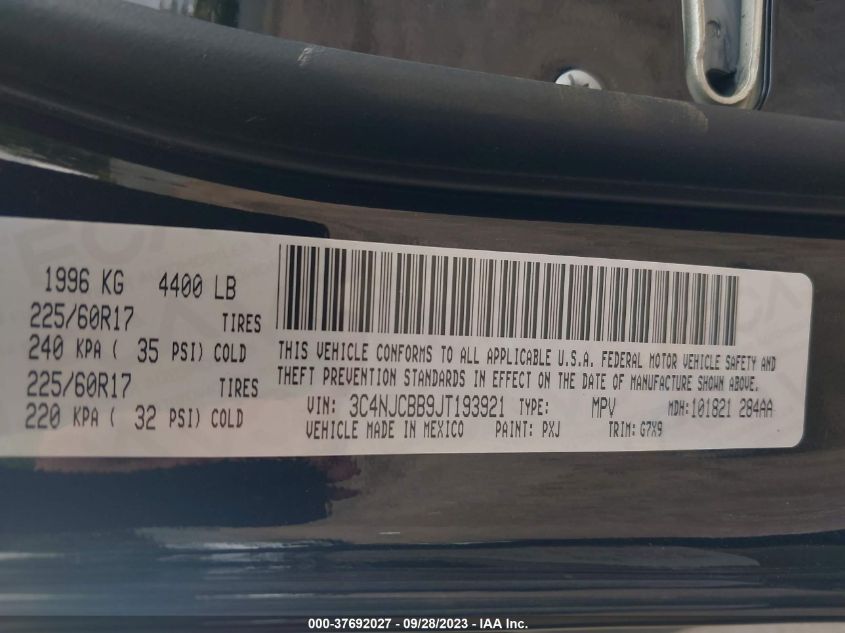 1996 KG 4400 LB
225/60R17 TIRES
240 KPA ( 35 PSI) COLD
225/60R17 TIRES
220 KPA ( 32 PSI) COLD
THIS VEHICLE CONFORMS TO ALL APPLICABLE U.S.A. FEDERAL MOTOR VEHICLE SAFETY AND
THEFT PREVENTION STANDARDS IN EFFECT ON THE DATE OF MANUFACTURE SHOWN ABOVE.
VIN: 3C4NJCBB9JT193921 TYPE: MPV MDH:101821 284AA
VEHICLE MADE IN MEXICO PAINT: PXJ TRIM: G7X9
000-37692027 - 09/28/2023 - IAA Inc.